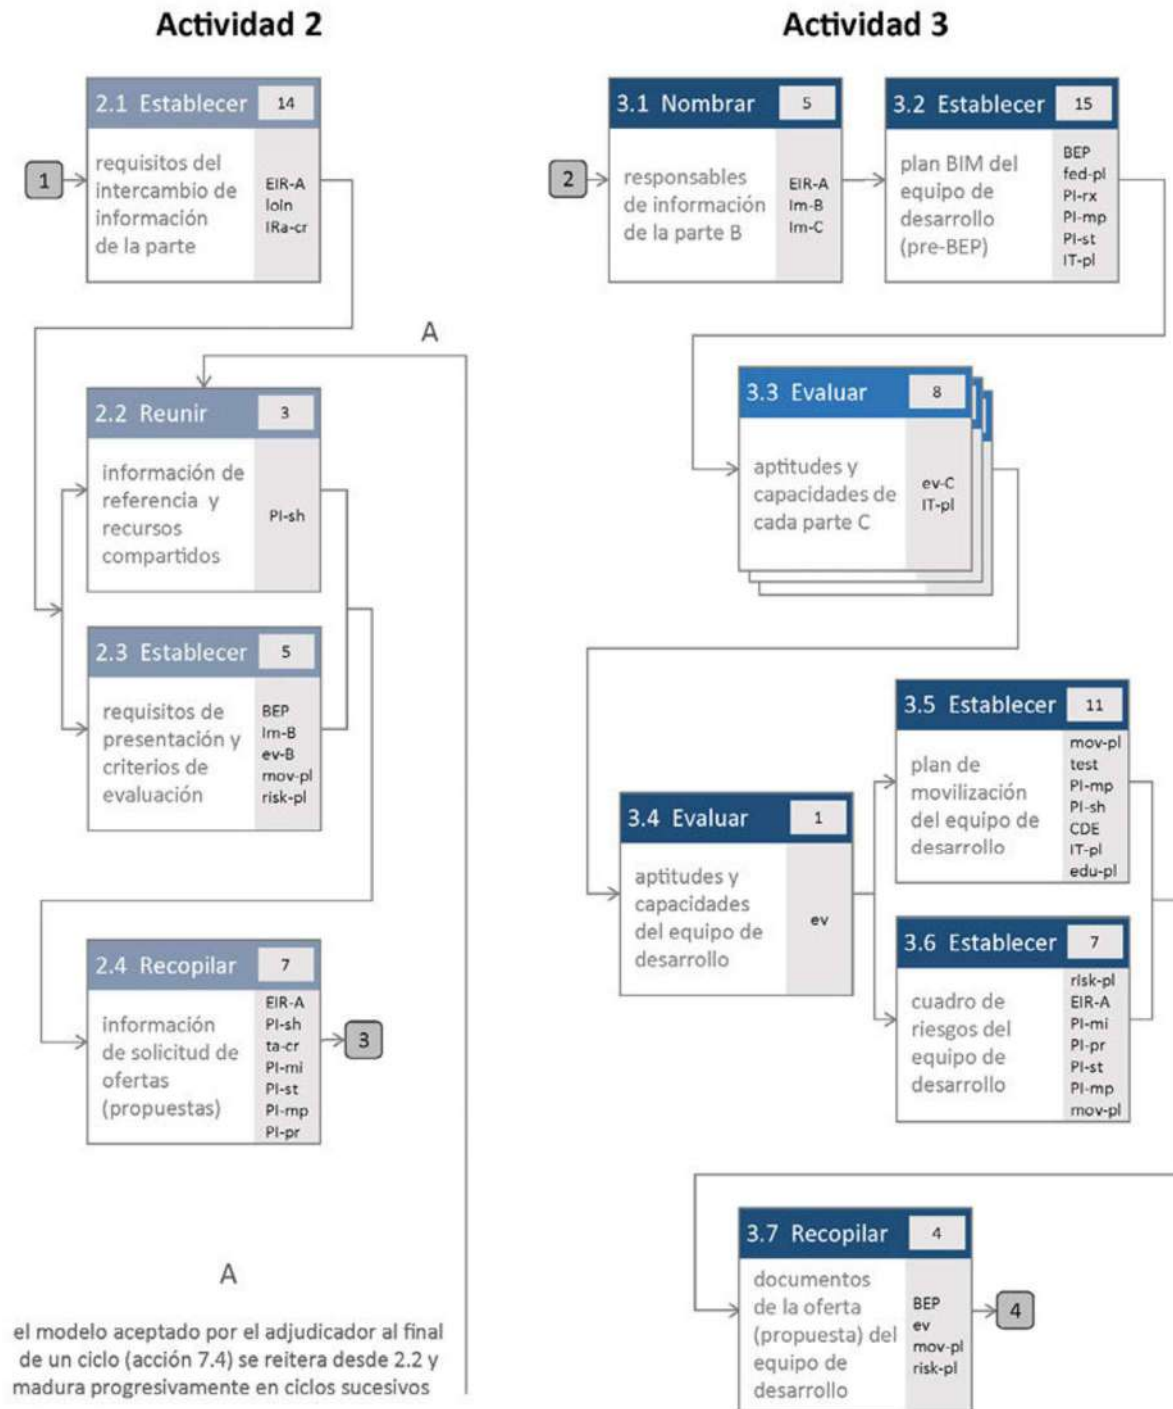 Actividad 2
2.1 Establecer
14
1
requisitos del
intercambio de
información
de la parte
EIR-A
loIn
IRa-cr
A
2.2 Reunir
3
información de
referencia y
recursos
compartidos
PI-sh
2.3 Establecer
5
requisitos de
presentación y
criterios de
evaluación
BEP
Im-B
ev-B
mov-pl
risk-pl
2.4 Recopilar
7
información
de solicitud de
ofertas
(propuestas)
EIR-A
PI-sh
ta-cr
PI-mi
PI-st
PI-mp
PI-pr
3
A
el modelo aceptado por el adjudicador al final
de un ciclo (acción 7.4) se reitera desde 2.2 y
madura progresivamente en ciclos sucesivos
Actividad 3
3.1 Nombrar
5
2
responsables
de información
de la parte B
EIR-A
Im-B
Im-C
3.2 Establecer
15
plan BIM del
equipo de
desarrollo
(pre-BEP)
BEP
fed-pl
PI-rx
PI-mp
PI-st
IT-pl
3.3 Evaluar
8
aptitudes y
capacidades de
cada parte C
ev-C
IT-pl
3.4 Evaluar
1
aptitudes y
capacidades
del equipo de
desarrollo
ev
3.5 Establecer
11
plan de
movilización
del equipo de
desarrollo
mov-pl
test
PI-mp
PI-sh
CDE
IT-pl
edu-pl
3.6 Establecer
7
cuadro de
riesgos del
equipo de
desarrollo
risk-pl
EIR-A
PI-mi
PI-pr
PI-st
PI-mp
mov-pl
3.7 Recopilar
4
documentos
de la oferta
(propuesta) del
equipo de
desarrollo
BEP
ev
mov-pl
risk-pl
4